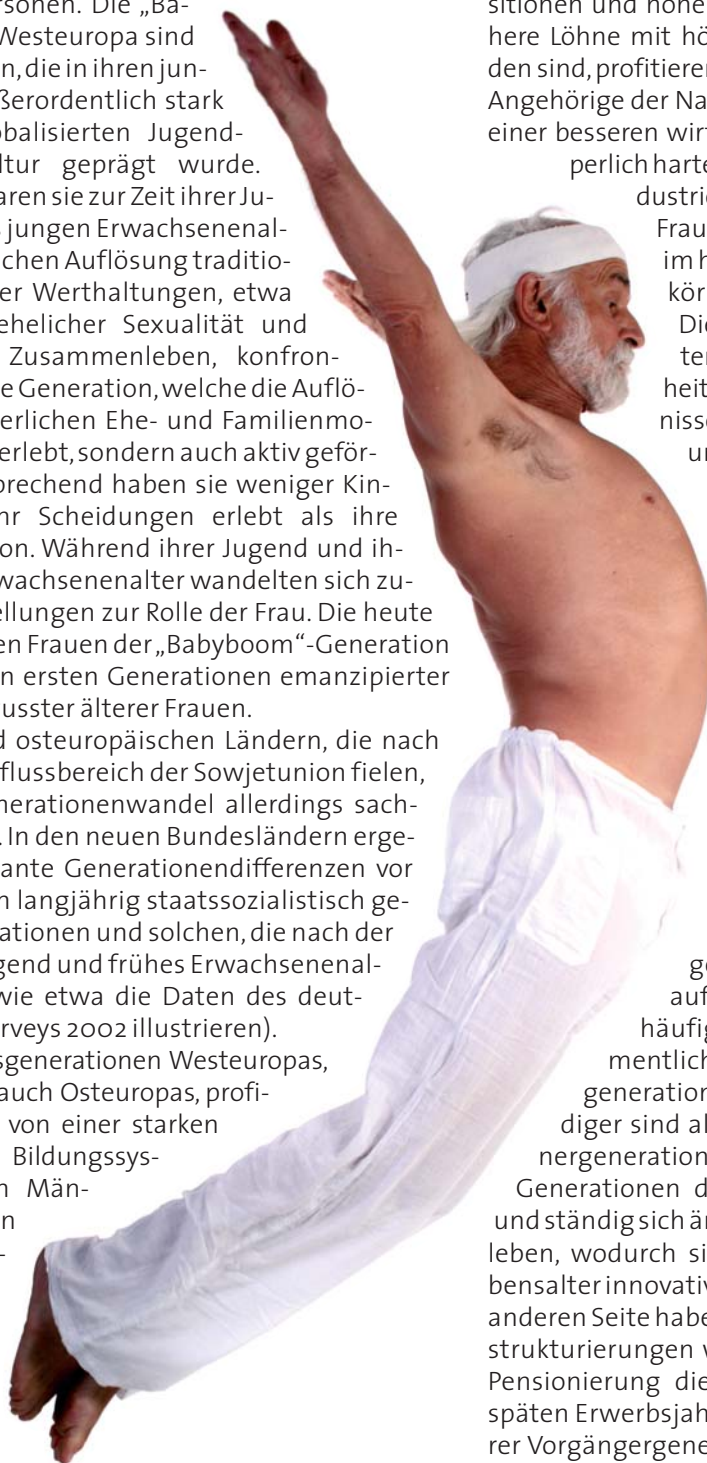 rsonen. Die „Ba-
Westeuropa sind
n, die in ihren jun-
ßerordentlich stark
obalisierten Jugend-
ltur geprägt wurde.
aren sie zur Zeit ihrer Ju-
s jungen Erwachsenenal-
ichen Auflösung traditio-
er Werthaltungen, etwa
ehelicher Sexualität und
Zusammenleben, konfron-
e Generation, welche die Auflö-
erlichen Ehe- und Familienmo-
erlebt, sondern auch aktiv geför-
prechend haben sie weniger Kin-
hr Scheidungen erlebt als ihre
on. Während ihrer Jugend und ih-
wachsenenalter wandelten sich zu-
ellungen zur Rolle der Frau. Die heute
en Frauen der „Babyboom“-Generation
n ersten Generationen emanzipierter
usster älterer Frauen.
d osteuropäischen Ländern, die nach
flussbereich der Sowjetunion fielen,
nerationenwandel allerdings sach-
. In den neuen Bundesländern erge-
ante Generationendifferenzen vor
n langjährig staatssozialistisch ge-
ationen und solchen, die nach der
gend und frühes Erwachsenenal-
wie etwa die Daten des deut-
urveys 2002 illustrieren).
sgenerationen Westeuropas,
auch Osteuropas, profi-
von einer starken
Bildungssys-
n Män-
n
-
sitionen und höhe
here Löhne mit hö
den sind, profitieren
Angehörige der Na
einer besseren wirt
perlich harte
dustrie
Frau
im h
kör
Die
ter
heit
nisse
un
ge
auf
häufig
mentlich
generation
diger sind al
nergeneration
Generationen d
und ständig sich än
leben, wodurch si
bensalter innovativ
anderen Seite habe
strukturierungen v
Pensionierung die
späten Erwerbsjah
rer Vorgängergene